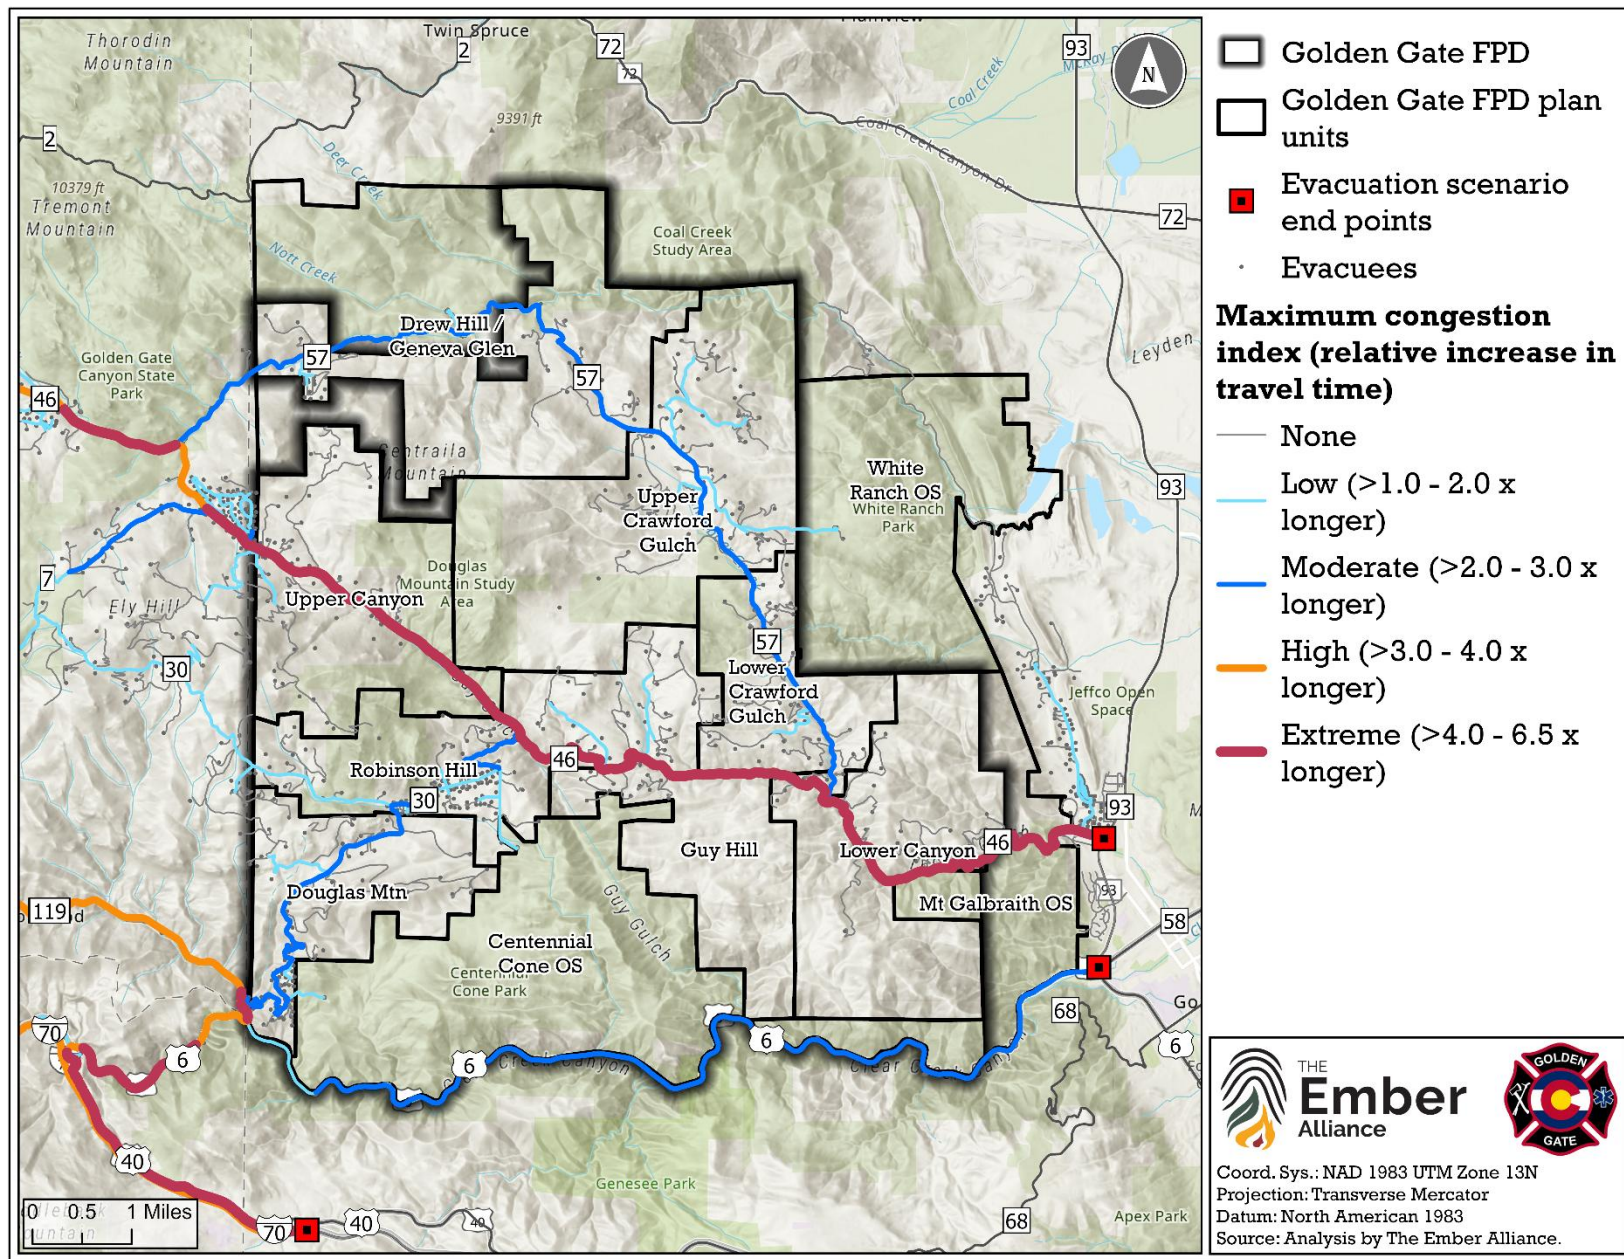 Thorodin
Mountain
Twin Spruce
2
72
72
93
N
Coal Creek
2
9391 ft
Deer Creek
Coal Creek Canyon Dr
10379 ft
Tremont
Mountain
72
Coal Creek
Study Area
Nott Creek
Leyden
Drew Hill /
Geneva Glen
57
Golden Gate
Canyon State
Park
46
57
Centralia
Mountain
White
Ranch OS
White Ranch
Park
93
Upper
Crawford
Gulch
7
Ely Hill
Douglas
Mountain Study
Area
Upper Canyon
57
30
Lower
Crawford
Gulch
Jeffco Open
Space
46
Robinson Hill
30
93
46
Guy Hill
Lower Canyon
Douglas Mtn
93
119
Mt Galbraith OS
58
Guy Gulch
Centennial
Cone OS
Centennial
Cone Park
Go
68
70
6
6
6
6
Clear Creek Canyon
40
Genesee Park
0 0.5 1 Miles
70
40
40
68
Apex Park
Golden Gate FPD
Golden Gate FPD plan
units
Evacuation scenario
end points
Evacuees
Maximum congestion
index (relative increase in
travel time)
None
Low (>1.0 - 2.0 x
longer)
Moderate (>2.0 - 3.0 x
longer)
High (>3.0 - 4.0 x
longer)
Extreme (>4.0 - 6.5 x
longer)
THE
Ember
Alliance
GOLDEN
GATE
Coord. Sys.: NAD 1983 UTM Zone 13N
Projection: Transverse Mercator
Datum: North American 1983
Source: Analysis by The Ember Alliance.